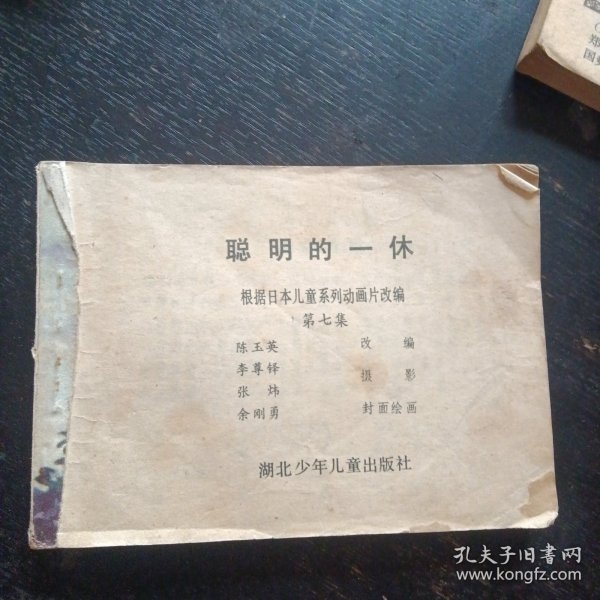 聪明的一休
根据日本儿童系列动画片改编
第七集
陈玉英 改编
李尊铎 摄影
张炜
余刚勇 封面绘画
湖北少年儿童出版社
郑
国
孔夫子旧书网
www.kongfz.com